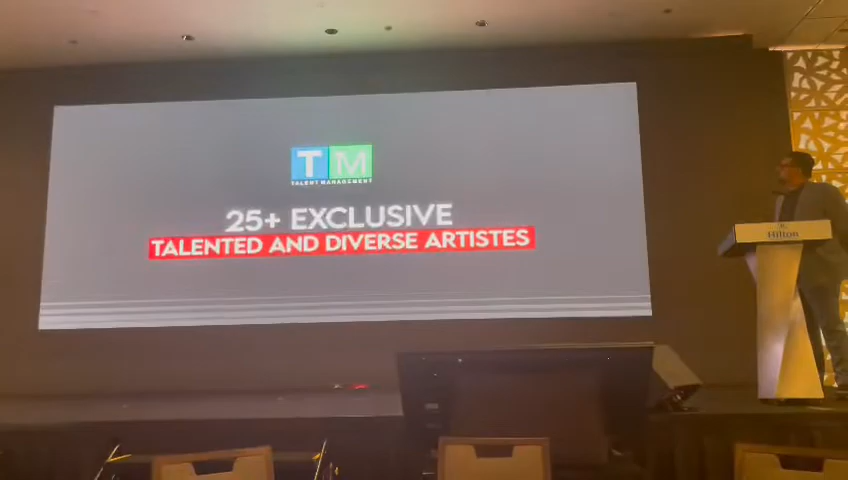 TM
TALENT MANAGEMENT
25+ EXCLUSIVE
TALENTED AND DIVERSE ARTISTES
Hilton